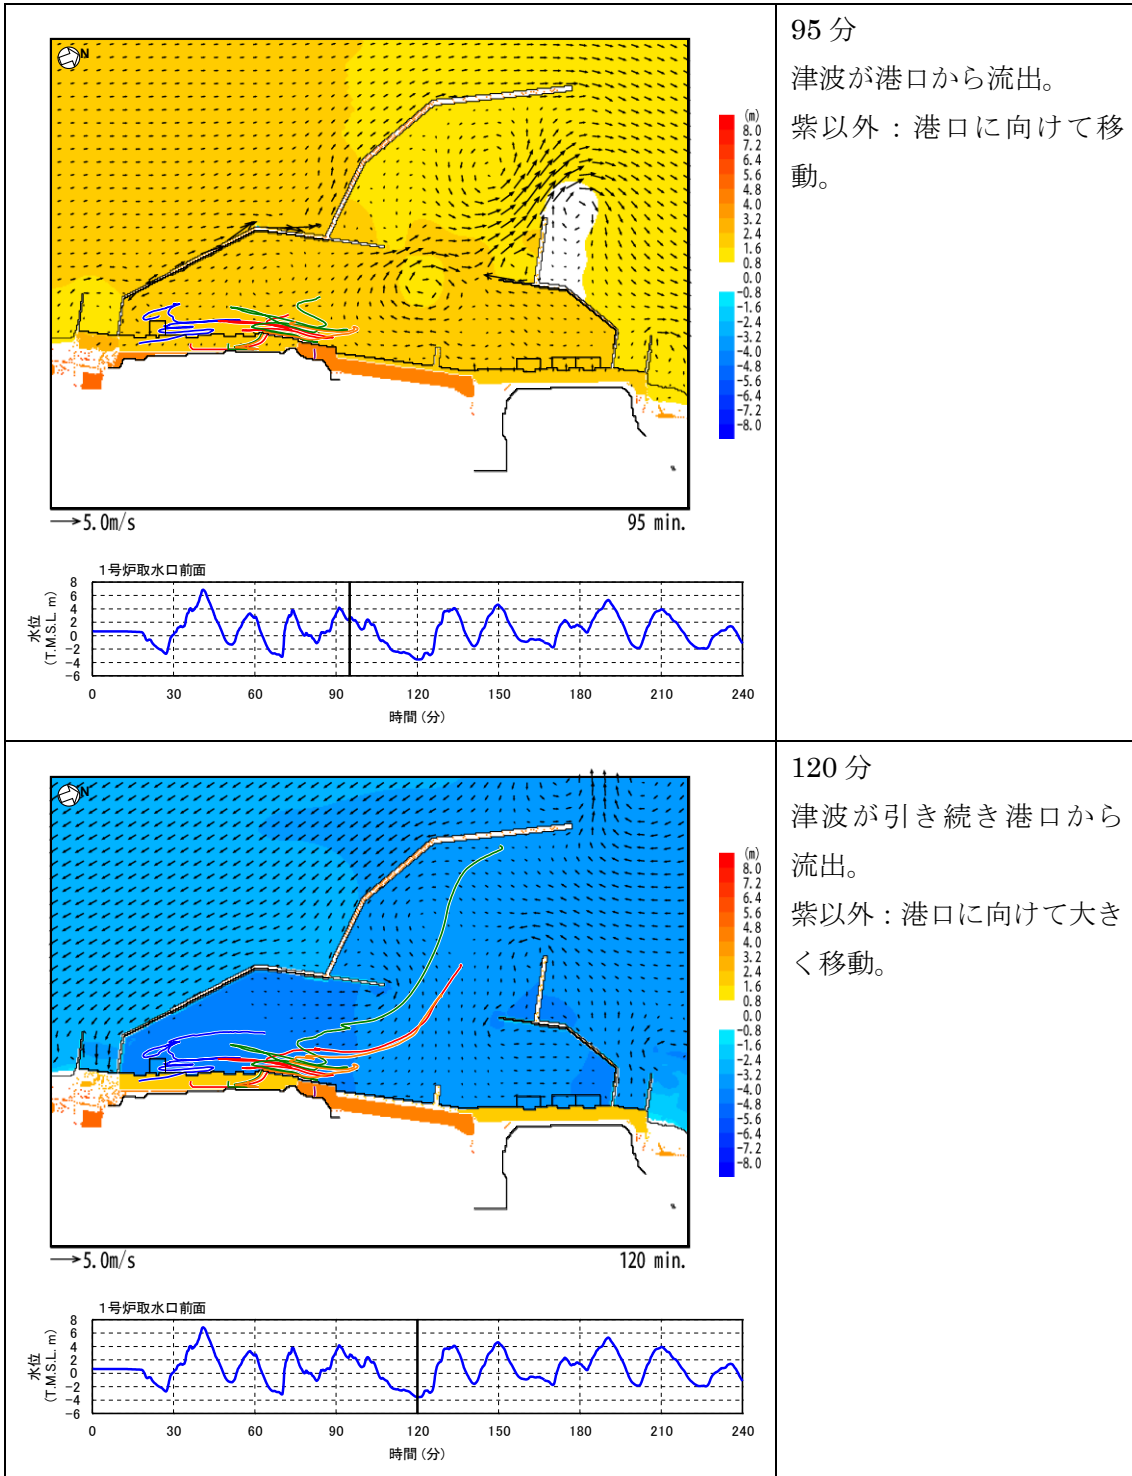 95 分
津波が港口から流出。
紫以外：港口に向けて移
動。
N
(m)
8.0
7.2
6.4
5.6
4.8
4.0
3.2
2.4
1.6
0.8
0.0
-0.8
-1.6
-2.4
-3.2
-4.0
-4.8
-5.6
-6.4
-7.2
-8.0
5.0m/s
95 min.
1号炉取水口前面
水位
(T.M.S.L. m)
8
6
4
2
0
-2
-4
-6
0 30 60 90 120 150 180 210 240
時間(分)
120 分
津波が引き続き港口から
流出。
紫以外：港口に向けて大き
く移動。
N
(m)
8.0
7.2
6.4
5.6
4.8
4.0
3.2
2.4
1.6
0.8
0.0
-0.8
-1.6
-2.4
-3.2
-4.0
-4.8
-5.6
-6.4
-7.2
-8.0
5.0m/s
120 min.
1号炉取水口前面
水位
(T.M.S.L. m)
8
6
4
2
0
-2
-4
-6
0 30 60 90 120 150 180 210 240
時間(分)